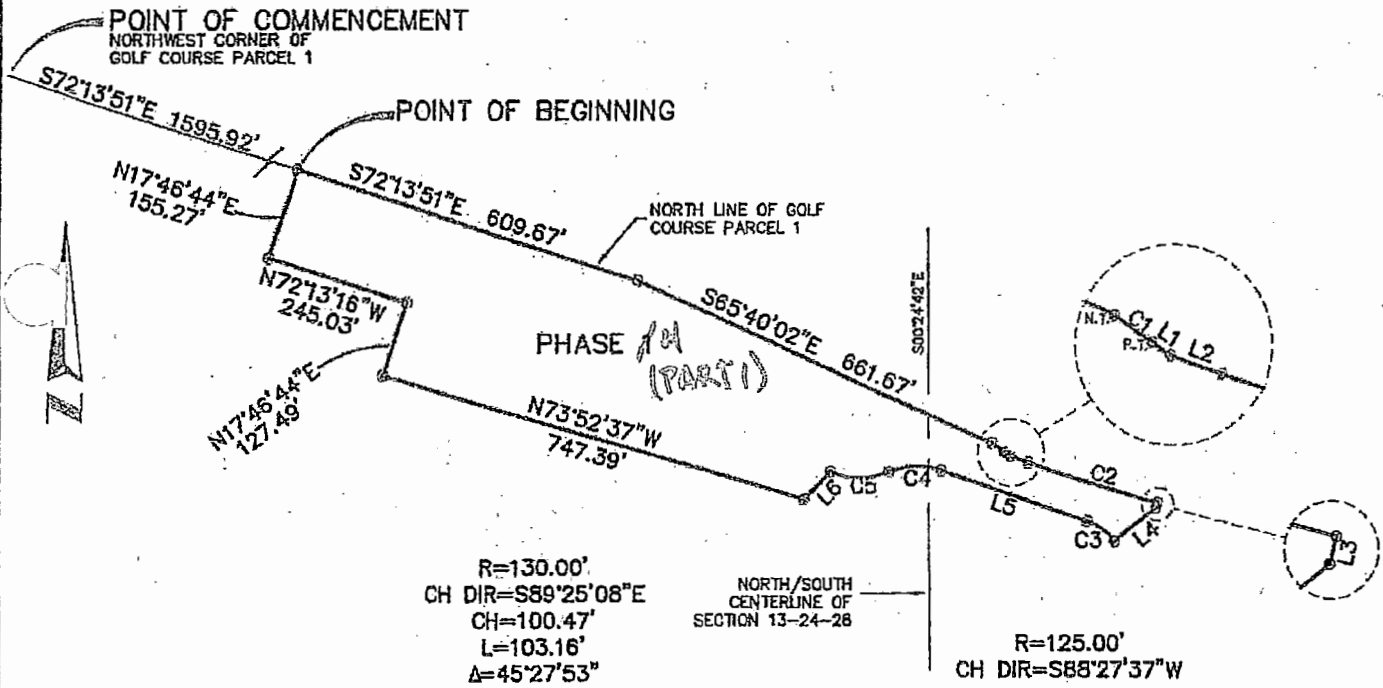 POINT OF COMMENCEMENT
NORTHWEST CORNER OF
GOLF COURSE PARCEL 1
S72°13'51"E 1595.92'
POINT OF BEGINNING
N17°46'44"E
155.27'
S72°13'51"E 609.67'
NORTH LINE OF GOLF
COURSE PARCEL 1
N72°13'16"W
245.03'
S65°40'02"E 661.67'
S00°24'42"E
N.T.
C1
P.T.
L1
L2
PHASE 1H
(PART 1)
N17°46'44"E
127.49'
N73°52'37"W
747.39'
C2
L6
C5
C4
L5
C3
L4
L3
N
R=130.00'
CH DIR=S89°25'08"E
CH=100.47'
L=103.16'
Δ=45°27'53"
NORTH/SOUTH
CENTERLINE OF
SECTION 13-24-28
R=125.00'
CH DIR=S88°27'37"W